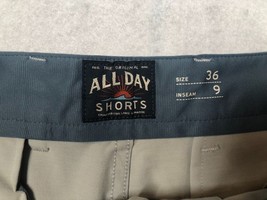 THE ORIGINAL
ALL DAY
SHORTS
SIZE 36
INSEAM 9